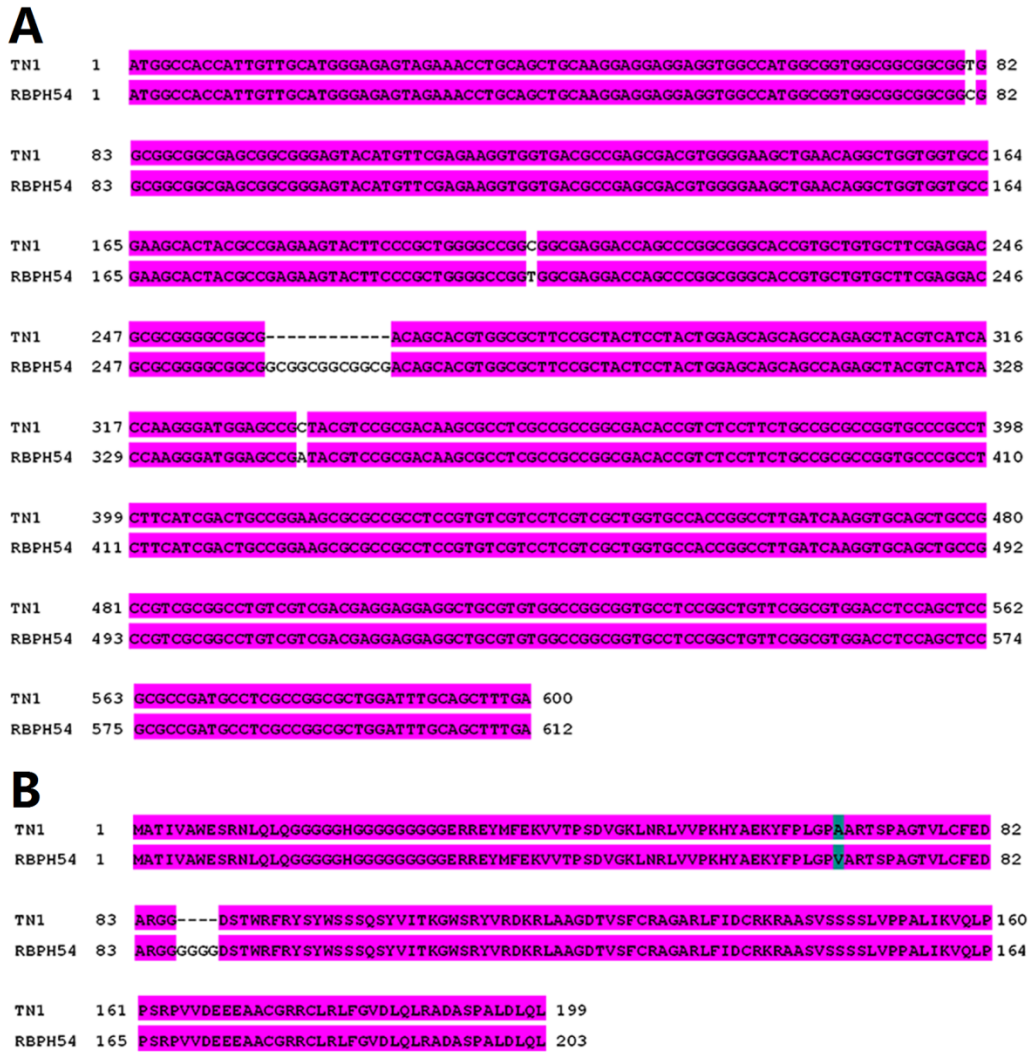 A
TN1 1 ATGGCCACCATTGTTGCATGGGAGAGTAGAAACCTGCAGCTGCAAGGAGGAGGAGGTGGCCATGGCGGTGGCGGCGGCGGTG 82
RBPH54 1 ATGGCCACCATTGTTGCATGGGAGAGTAGAAACCTGCAGCTGCAAGGAGGAGGAGGTGGCCATGGCGGTGGCGGCGGCGGCG 82
TN1 83 GCGGCGGCGAGCGGCGGGAGTACATGTTCGAGAAGGTGGTGACGCCGAGCGACGTGGGGAAGCTGAACAGGCTGGTGGTGCC 164
RBPH54 83 GCGGCGGCGAGCGGCGGGAGTACATGTTCGAGAAGGTGGTGACGCCGAGCGACGTGGGGAAGCTGAACAGGCTGGTGGTGCC 164
TN1 165 GAAGCACTACGCCGAGAAGTACTTCCCGCTGGGGCCGGCGGCGAGGACCAGCCCGGCGGGCACCGTGCTGTGCTTCGAGGAC 246
RBPH54 165 GAAGCACTACGCCGAGAAGTACTTCCCGCTGGGGCCGGTGGCGAGGACCAGCCCGGCGGGCACCGTGCTGTGCTTCGAGGAC 246
TN1 247 GCGCGGGGCGGCG------------ACAGCACGTGGCGCTTCCGCTACTCCTACTGGAGCAGCAGCCAGAGCTACGTCATCA 316
RBPH54 247 GCGCGGGGCGGCGGCGGCGGCGGCGACAGCACGTGGCGCTTCCGCTACTCCTACTGGAGCAGCAGCCAGAGCTACGTCATCA 328
TN1 317 CCAAGGGATGGAGCCGCTACGTCCGCGACAAGCGCCTCGCCGCCGGCGACACCGTCTCCTTCTGCCGCGCCGGTGCCCGCCT 398
RBPH54 329 CCAAGGGATGGAGCCGATACGTCCGCGACAAGCGCCTCGCCGCCGGCGACACCGTCTCCTTCTGCCGCGCCGGTGCCCGCCT 410
TN1 399 CTTCATCGACTGCCGGAAGCGCGCCGCCTCCGTGTCGTCCTCGTCGCTGGTGCCACCGGCCTTGATCAAGGTGCAGCTGCCG 480
RBPH54 411 CTTCATCGACTGCCGGAAGCGCGCCGCCTCCGTGTCGTCCTCGTCGCTGGTGCCACCGGCCTTGATCAAGGTGCAGCTGCCG 492
TN1 481 CCGTCGCGGCCTGTCGTCGACGAGGAGGAGGCTGCGTGTGGCCGGCGGTGCCTCCGGCTGTTCGGCGTGGACCTCCAGCTCC 562
RBPH54 493 CCGTCGCGGCCTGTCGTCGACGAGGAGGAGGCTGCGTGTGGCCGGCGGTGCCTCCGGCTGTTCGGCGTGGACCTCCAGCTCC 574
TN1 563 GCGCCGATGCCTCGCCGGCGCTGGATTTGCAGCTTTGA 600
RBPH54 575 GCGCCGATGCCTCGCCGGCGCTGGATTTGCAGCTTTGA 612
B
TN1 1 MATIVAWESRNLQLQGGGGGHGGGGGGGGGERREYMFEKVVTPSDVGKLNRLVVPKHYAEKYFPLGPAARTSPAGTVLCFED 82
RBPH54 1 MATIVAWESRNLQLQGGGGGHGGGGGGGGGERREYMFEKVVTPSDVGKLNRLVVPKHYAEKYFPLGPVARTSPAGTVLCFED 82
TN1 83 ARGG----DSTWRFRYSYWSSSQSYVITKGWSRYVRDKRLAAGDTVSFCRAGARLFIDCRKRAASVSSSSLVPPALIKVQLP 160
RBPH54 83 ARGGGGGGDSTWRFRYSYWSSSQSYVITKGWSRYVRDKRLAAGDTVSFCRAGARLFIDCRKRAASVSSSSLVPPALIKVQLP 164
TN1 161 PSRPVVDEEEAACGRRCLRLFGVDLQLRADASPALDLQL 199
RBPH54 165 PSRPVVDEEEAACGRRCLRLFGVDLQLRADASPALDLQL 203